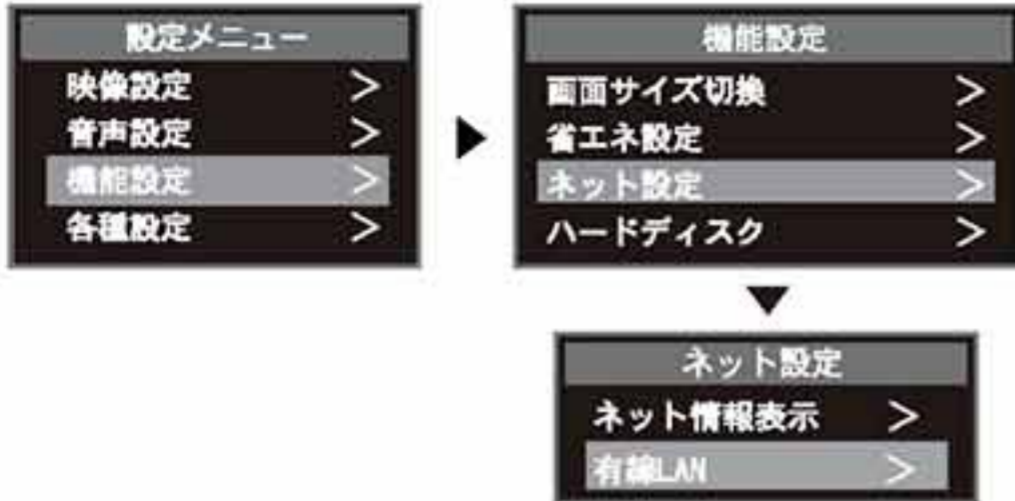 設定メニュー
映像設定 >
音声設定 >
機能設定 >
各種設定 >
機能設定
画面サイズ切換 >
省エネ設定 >
ネット設定 >
ハードディスク >
ネット設定
ネット情報表示 >
有線LAN >